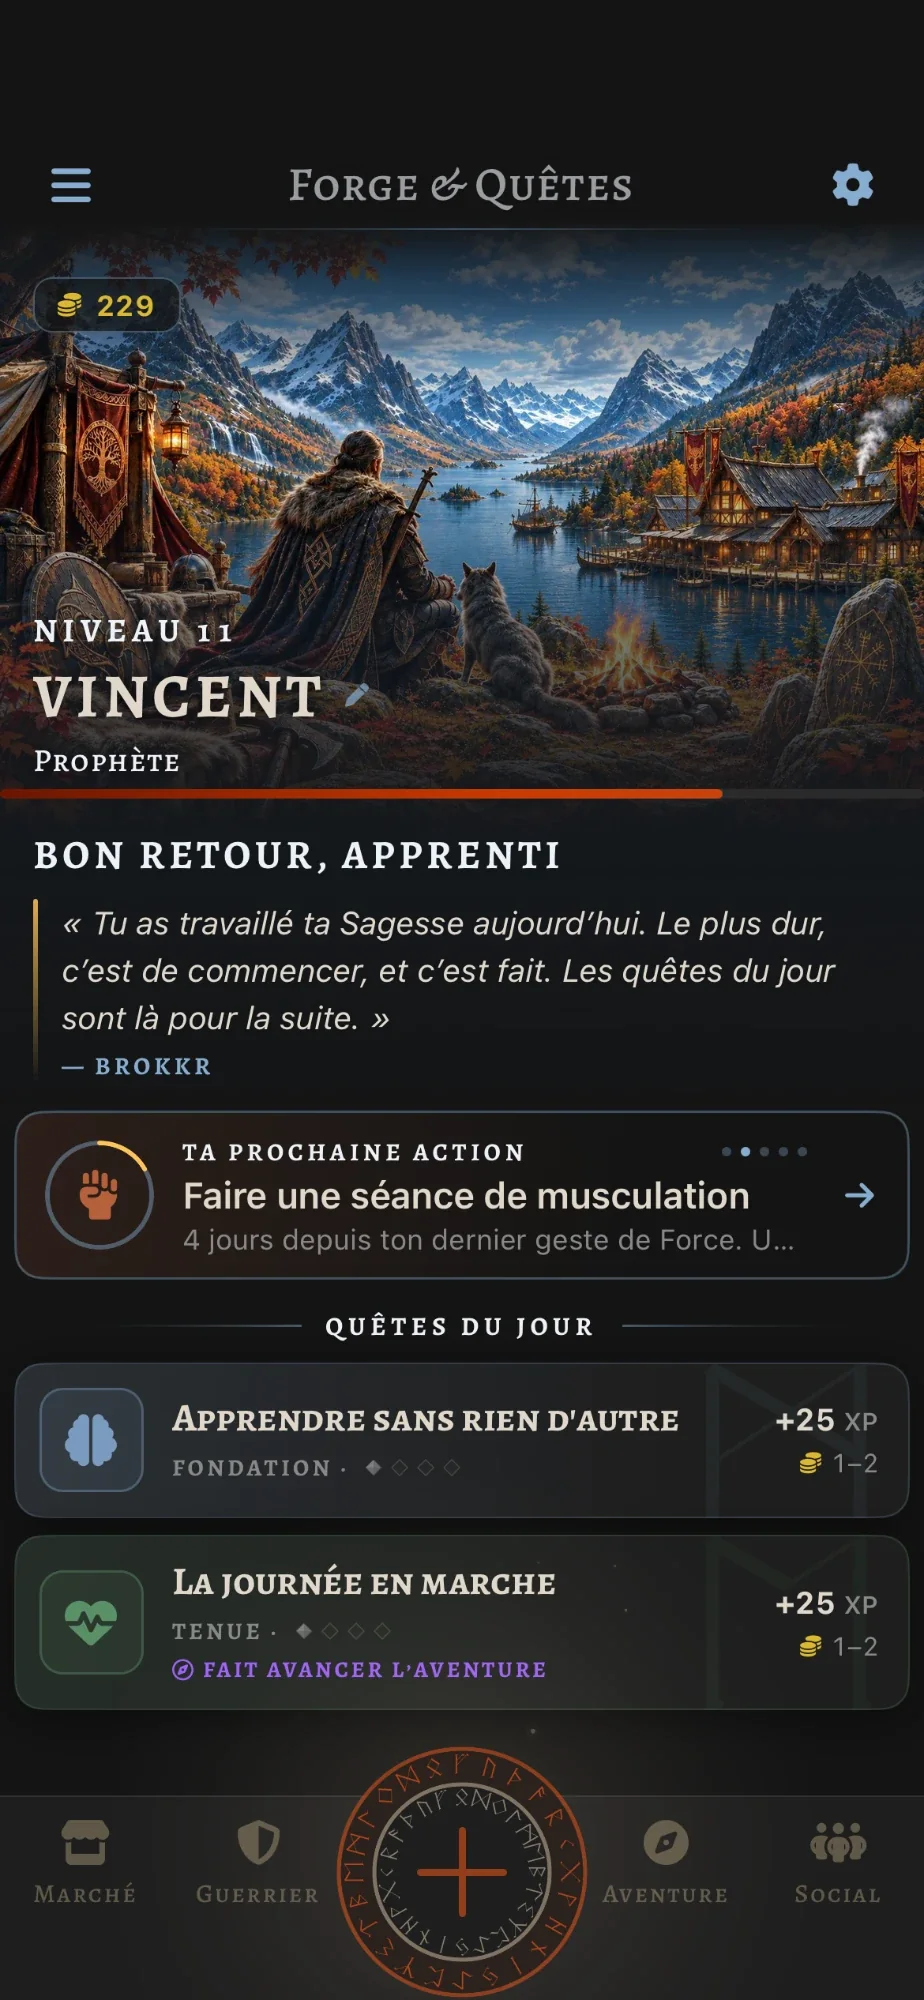 Forge & Quêtes
229
NIVEAU 11
VINCENT
Prophète
BON RETOUR, APPRENTI
« Tu as travaillé ta Sagesse aujourd’hui. Le plus dur,
c’est de commencer, et c’est fait. Les quêtes du jour
sont là pour la suite. »
— BROKKR
TA PROCHAINE ACTION
Faire une séance de musculation
4 jours depuis ton dernier geste de Force. U...
QUÊTES DU JOUR
Apprendre sans rien d'autre
+25 XP
FONDATION ·
1–2
La journée en marche
+25 XP
TENUE ·
1–2
FAIT AVANCER L’AVENTURE
Marché
Guerrier
Aventure
Social